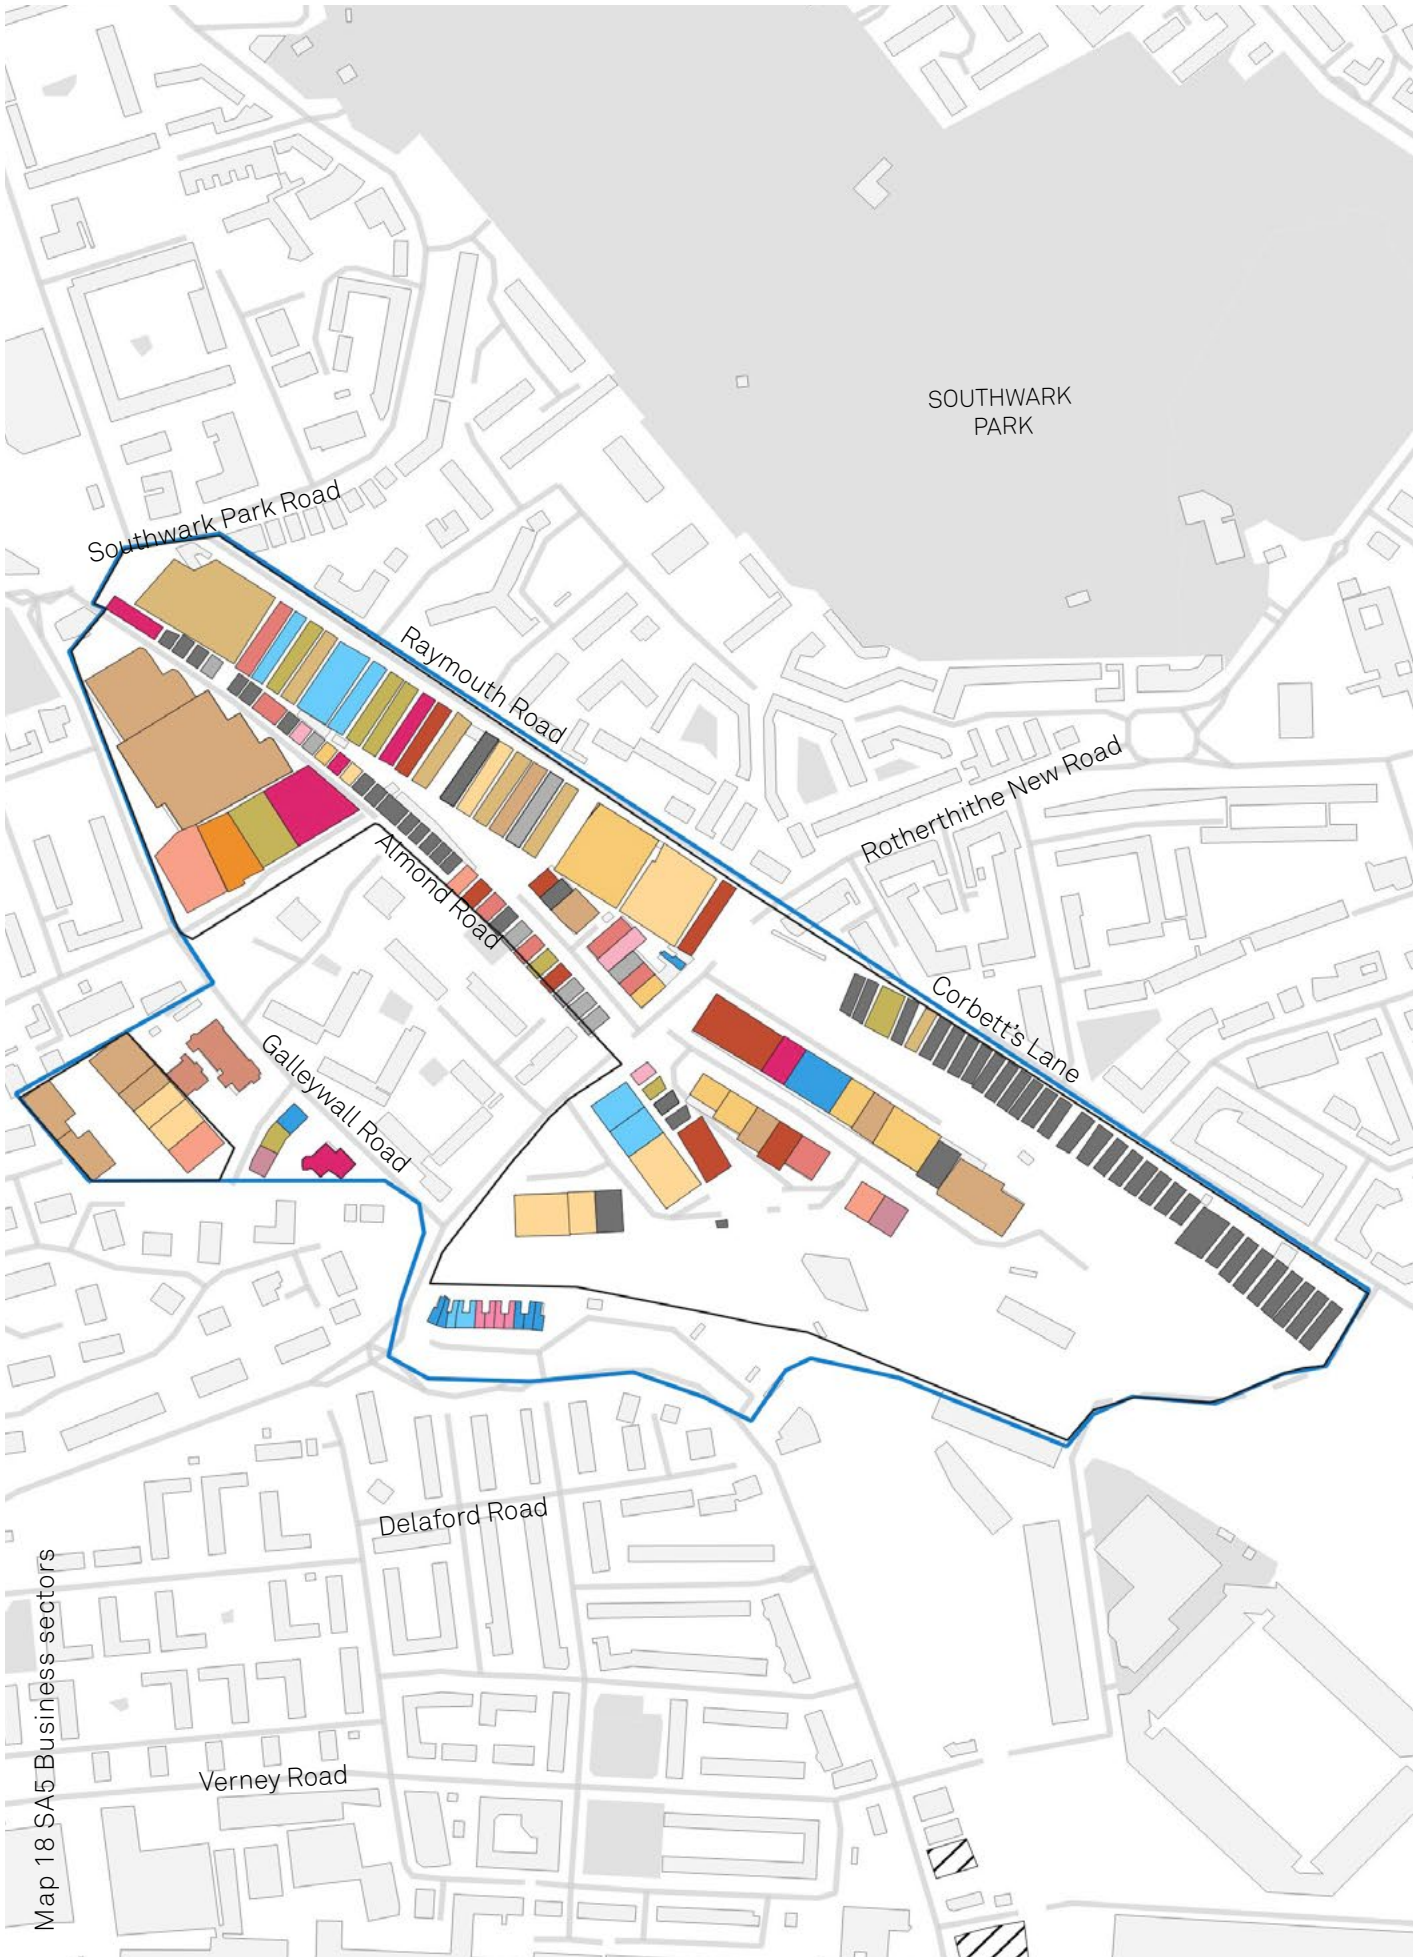 SOUTHWARK
PARK
Southwark Park Road
Raymouth Road
Rotherthithe New Road
Almond Road
Corbett's Lane
Galleywall Road
Delaford Road
Verney Road
Map 18 SA5 Business sectors